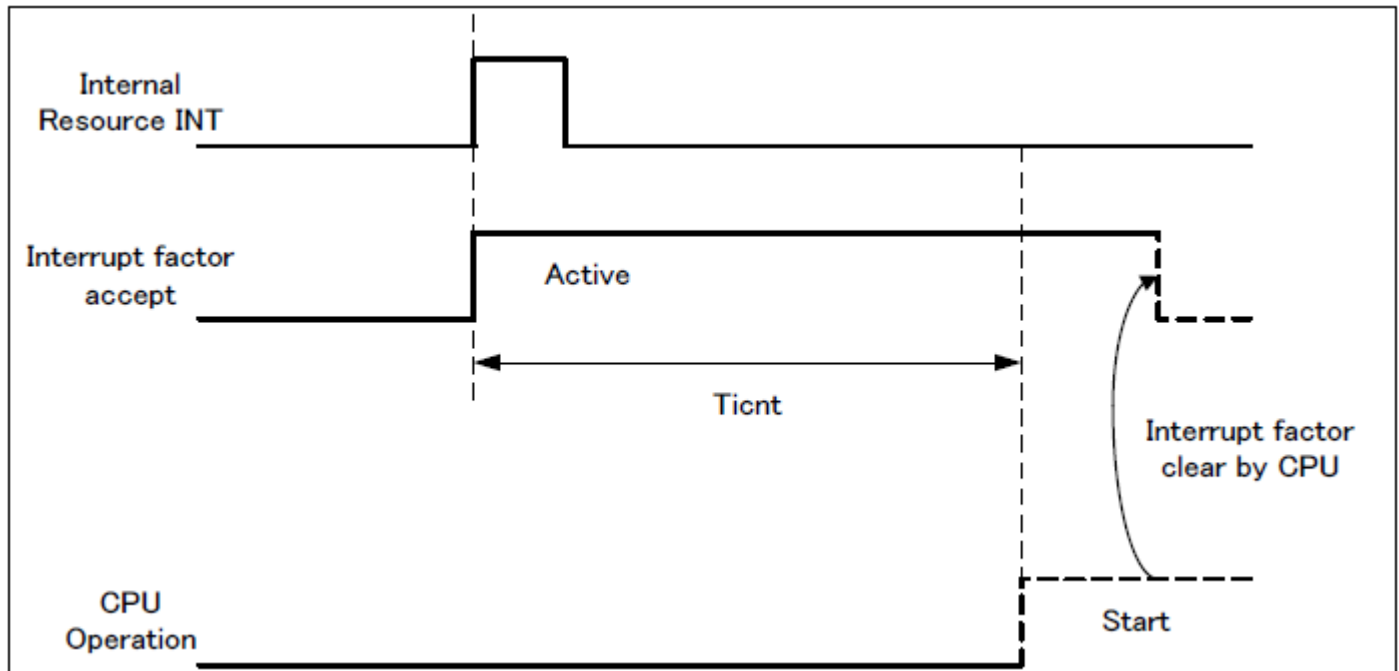 Internal
Resource INT
Interrupt factor
accept
Active
Ticnt
Interrupt factor
clear by CPU
CPU
Operation
Start